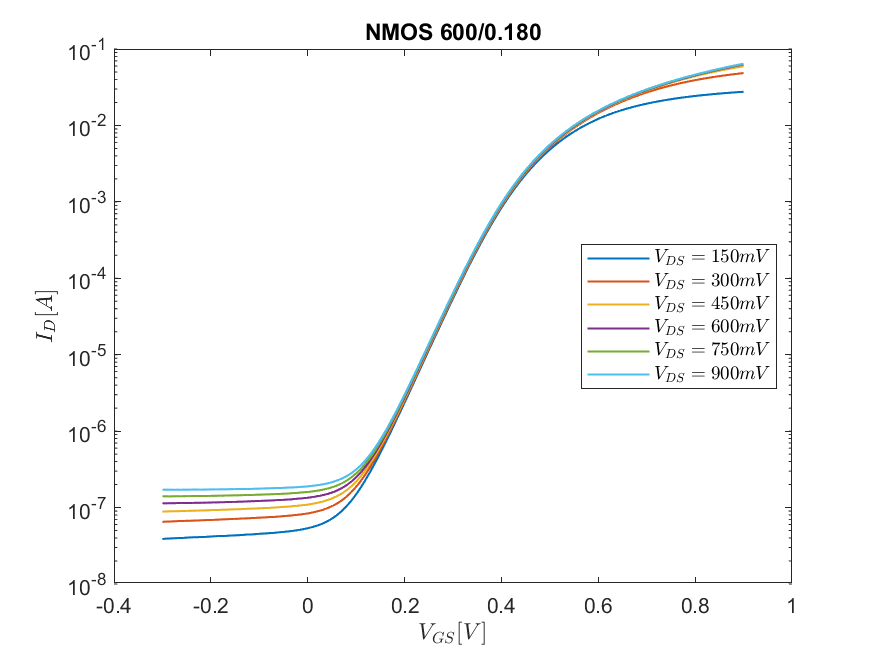 NMOS 600/0.180
10^-1
10^-2
10^-3
10^-4
10^-5
10^-6
10^-7
10^-8
I_D[A]
V_DS = 150mV
V_DS = 300mV
V_DS = 450mV
V_DS = 600mV
V_DS = 750mV
V_DS = 900mV
-0.4 -0.2 0 0.2 0.4 0.6 0.8 1
V_GS[V]